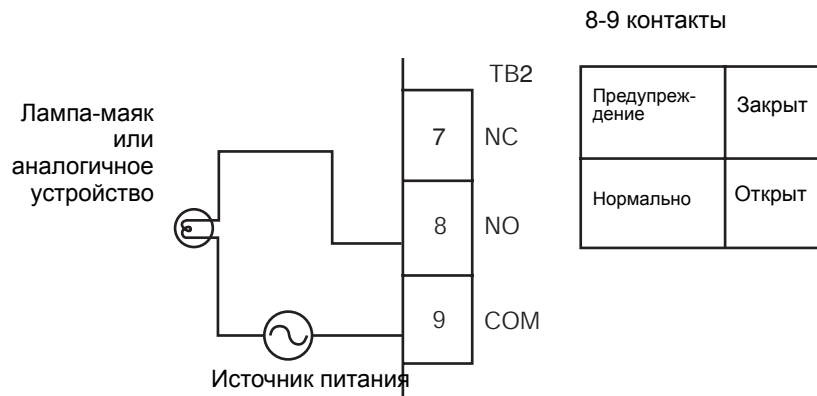 8-9 контакты
TB2
Предупреж-
дение
Закрыт
Нормально
Открыт
Лампа-маяк
или
аналогичное
устройство
7
NC
8
NO
9
COM
Источник питания